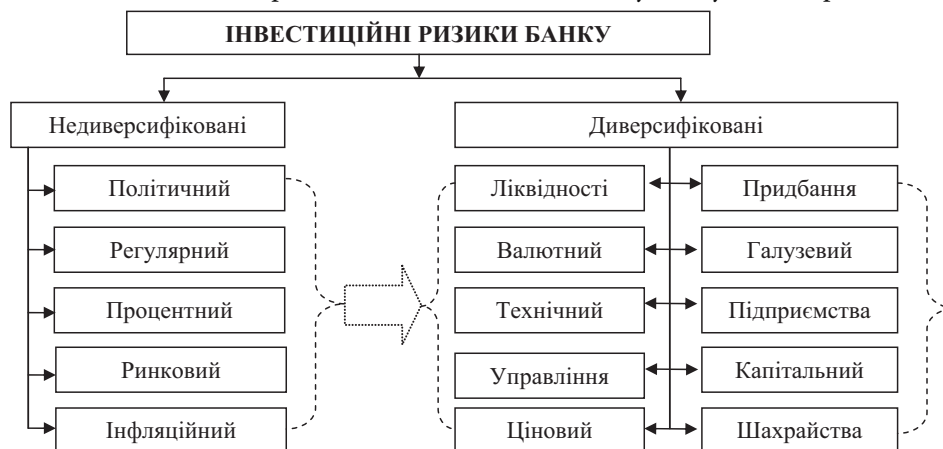 ІНВЕСТИЦІЙНІ РИЗИКИ БАНКУ
Недиверсифіковані
Диверсифіковані
Політичний
Ліквідності
Придбання
Регулярний
Валютний
Галузевий
Процентний
Технічний
Підприємства
Ринковий
Управління
Капітальний
Інфляційний
Ціновий
Шахрайства